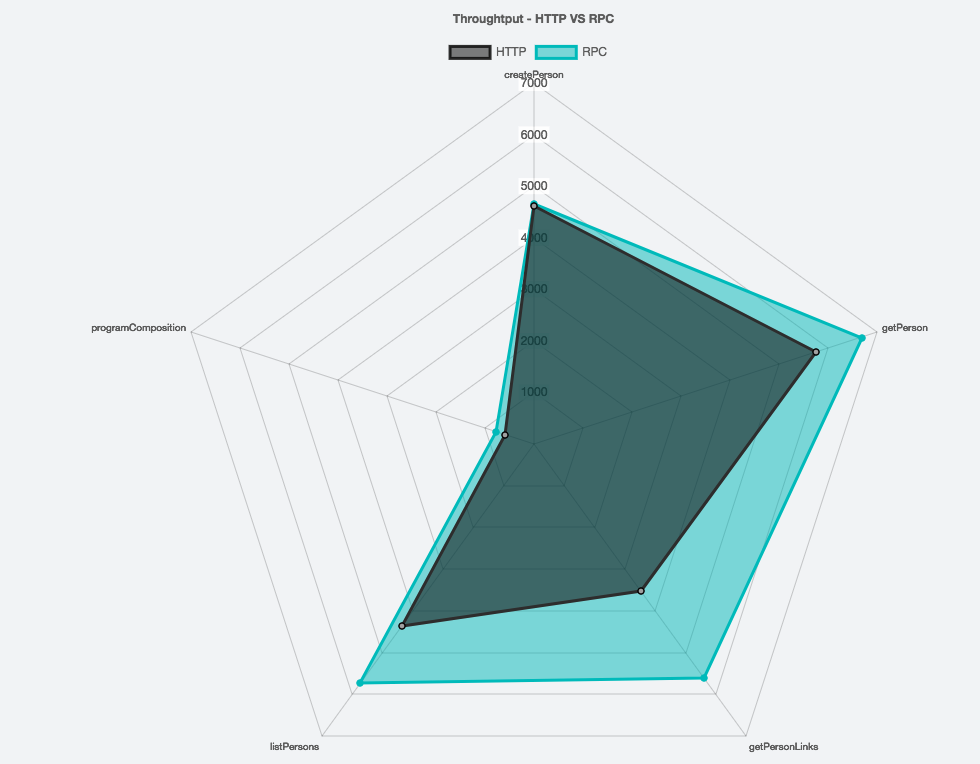 Throughtput - HTTP VS RPC
HTTP RPC
createPerson
7000
6000
5000
4000
3000
2000
1000
programComposition
getPerson
listPersons
getPersonLinks